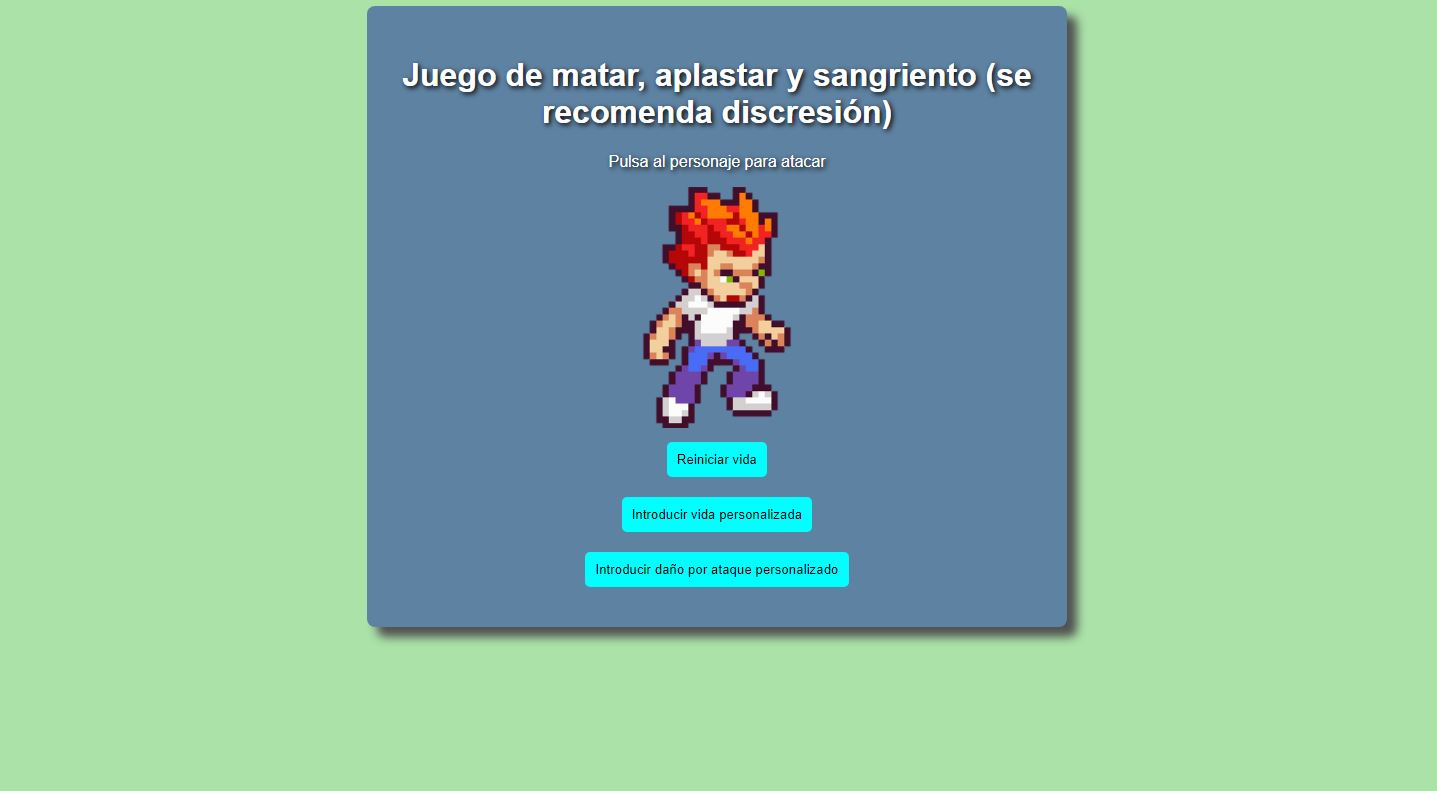 Juego de matar, aplastar y sangriento (se
recomenda discresión)
Pulsa al personaje para atacar
Reiniciar vida
Introducir vida personalizada
Introducir daño por ataque personalizado